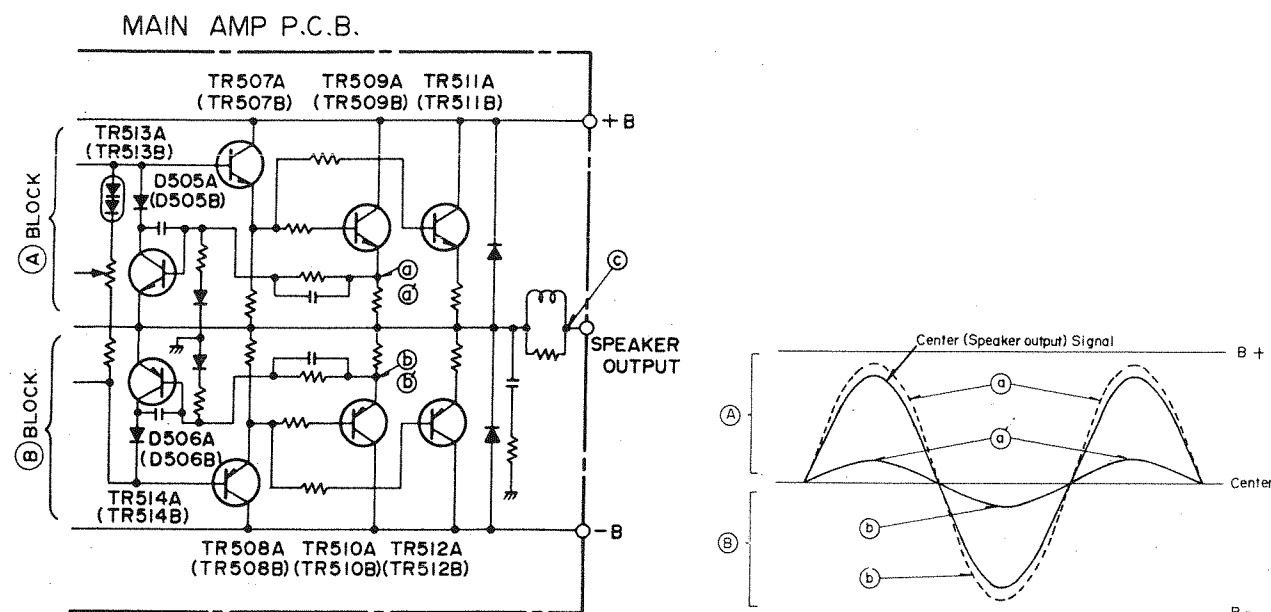 MAIN AMP P.C.B.
TR507A TR509A TR511A
(TR507B) (TR509B) (TR511B)
+B
TR513A
(TR513B)
D505A
(D505B)
Ⓐ BLOCK
ⓐ
ⓐ'
ⓒ
SPEAKER
OUTPUT
ⓑ
ⓑ'
Ⓑ BLOCK
D506A
(D506B)
TR514A
(TR514B)
-B
TR508A TR510A TR512A
(TR508B) (TR510B) (TR512B)
Center (Speaker output) Signal
B +
Ⓐ
ⓐ
ⓐ'
Center
Ⓑ
ⓑ
ⓑ